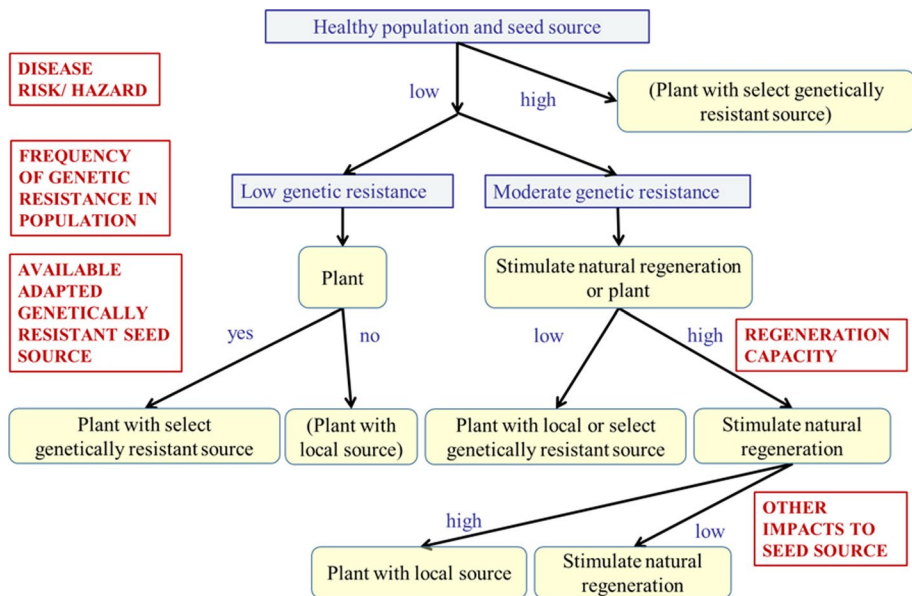 Healthy population and seed source
DISEASE
RISK/ HAZARD
low
high
(Plant with select genetically
resistant source)
FREQUENCY
OF GENETIC
RESISTANCE IN
POPULATION
Low genetic resistance
Moderate genetic resistance
AVAILABLE
ADAPTED
GENETICALLY
RESISTANT SEED
SOURCE
Plant
Stimulate natural regeneration
or plant
yes
no
low
high
REGENERATION
CAPACITY
Plant with select
genetically resistant source
(Plant with
local source)
Plant with local or select
genetically resistant source
Stimulate natural
regeneration
high
low
OTHER
IMPACTS TO
SEED SOURCE
Plant with local source
Stimulate natural
regeneration